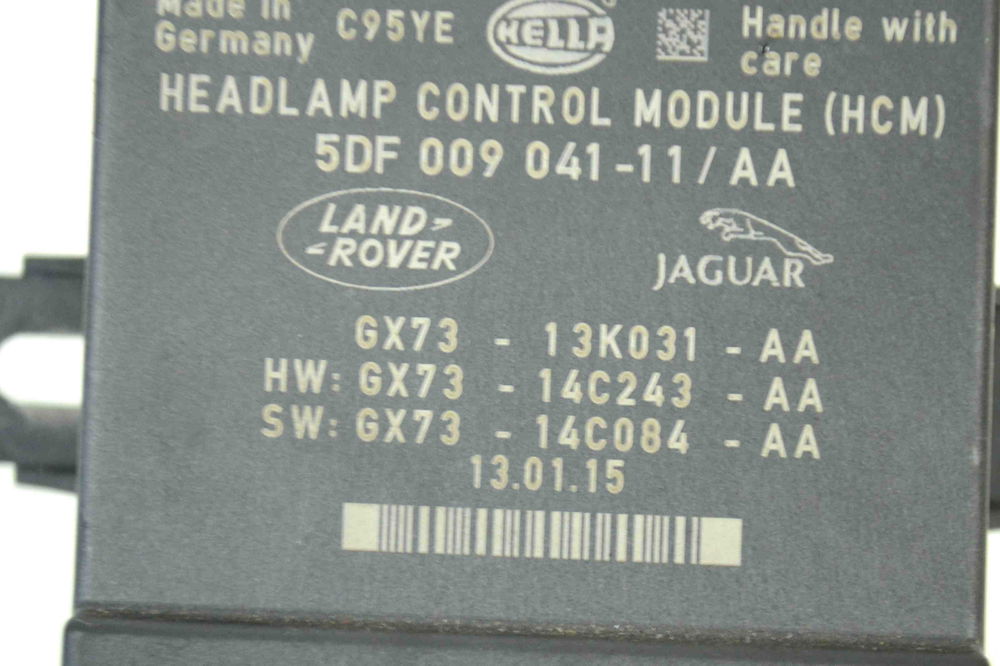 Made in
Germany
C95YE
HELLA
Handle with
care
HEADLAMP CONTROL MODULE (HCM)
5DF 009 041-11/AA
LAND
ROVER
JAGUAR
GX73 - 13K031 - AA
HW: GX73 - 14C243 - AA
SW: GX73 - 14C084 - AA
13.01.15